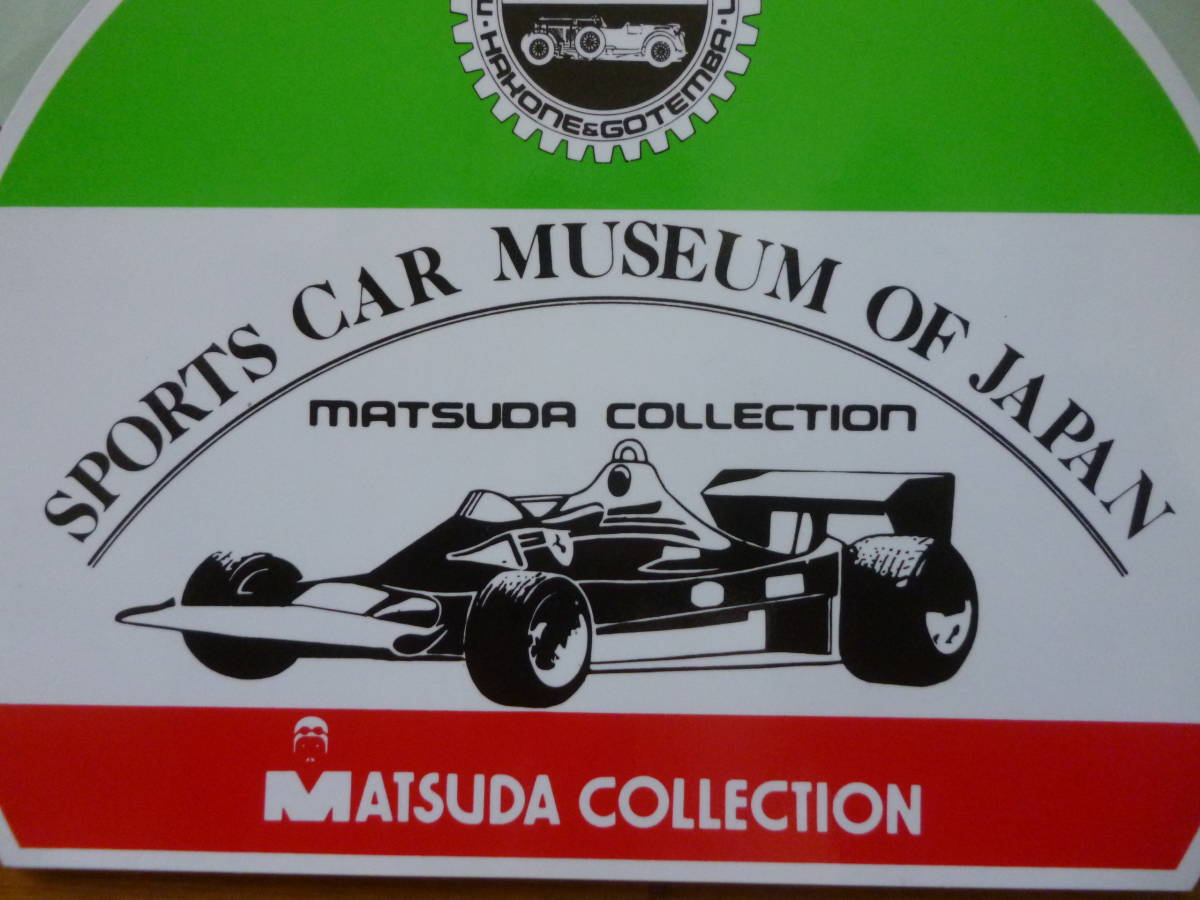 HAKONE&GOTEMBA
SPORTS CAR MUSEUM OF JAPAN
MATSUDA COLLECTION
MATSUDA COLLECTION